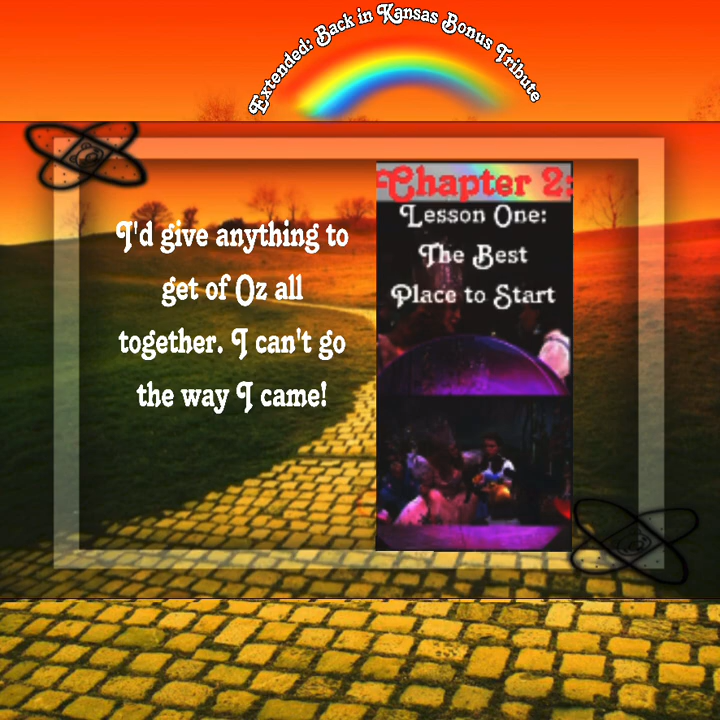 Extended: Back in Kansas Bonus Tribute
Chapter 2:
Lesson One:
The Best
Place to Start
I'd give anything to
get of Oz all
together. I can't go
the way I came!